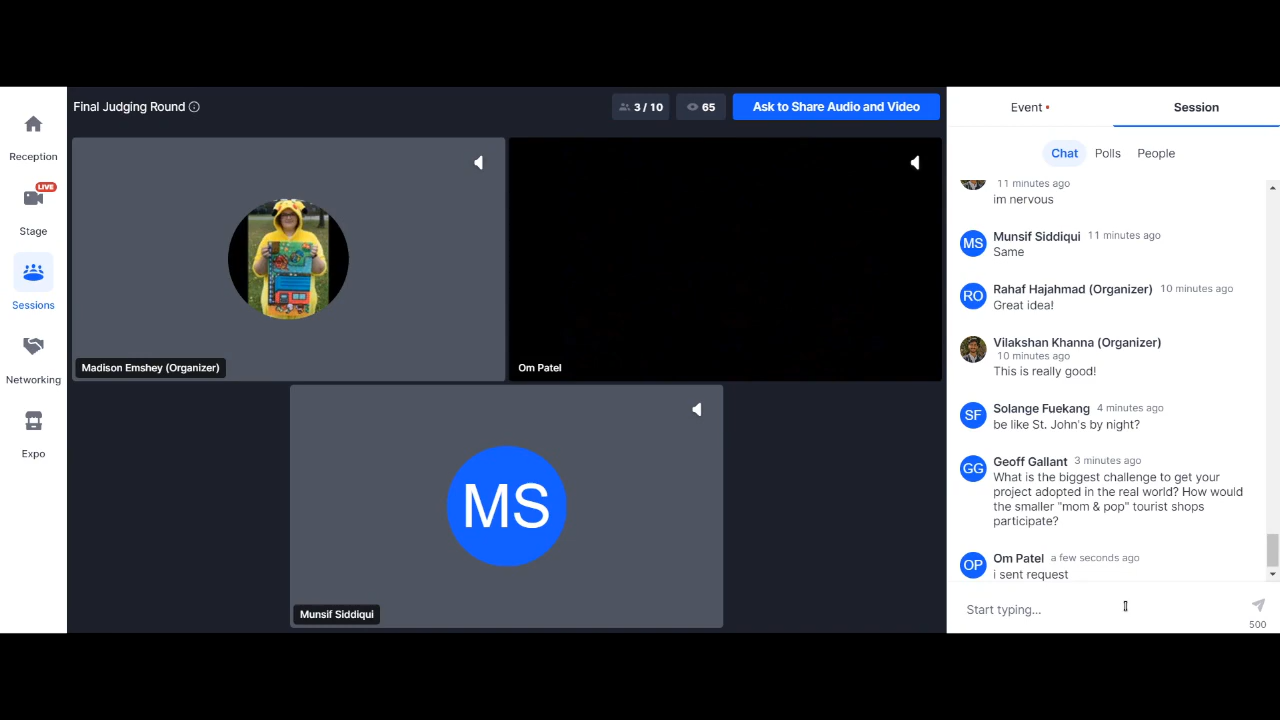 Final Judging Round
3 / 10
65
Ask to Share Audio and Video
Event
Session
Reception
LIVE
Stage
Sessions
Networking
Expo
Madison Emshey (Organizer)
Om Patel
MS
Munsif Siddiqui
Chat
Polls
People
11 minutes ago
im nervous
MS
Munsif Siddiqui 11 minutes ago
Same
RO
Rahaf Hajahmad (Organizer) 10 minutes ago
Great idea!
Vilakshan Khanna (Organizer)
10 minutes ago
This is really good!
SF
Solange Fuekang 4 minutes ago
be like St. John's by night?
GG
Geoff Gallant 3 minutes ago
What is the biggest challenge to get your
project adopted in the real world? How would
the smaller "mom & pop" tourist shops
participate?
OP
Om Patel a few seconds ago
i sent request
Start typing...
500